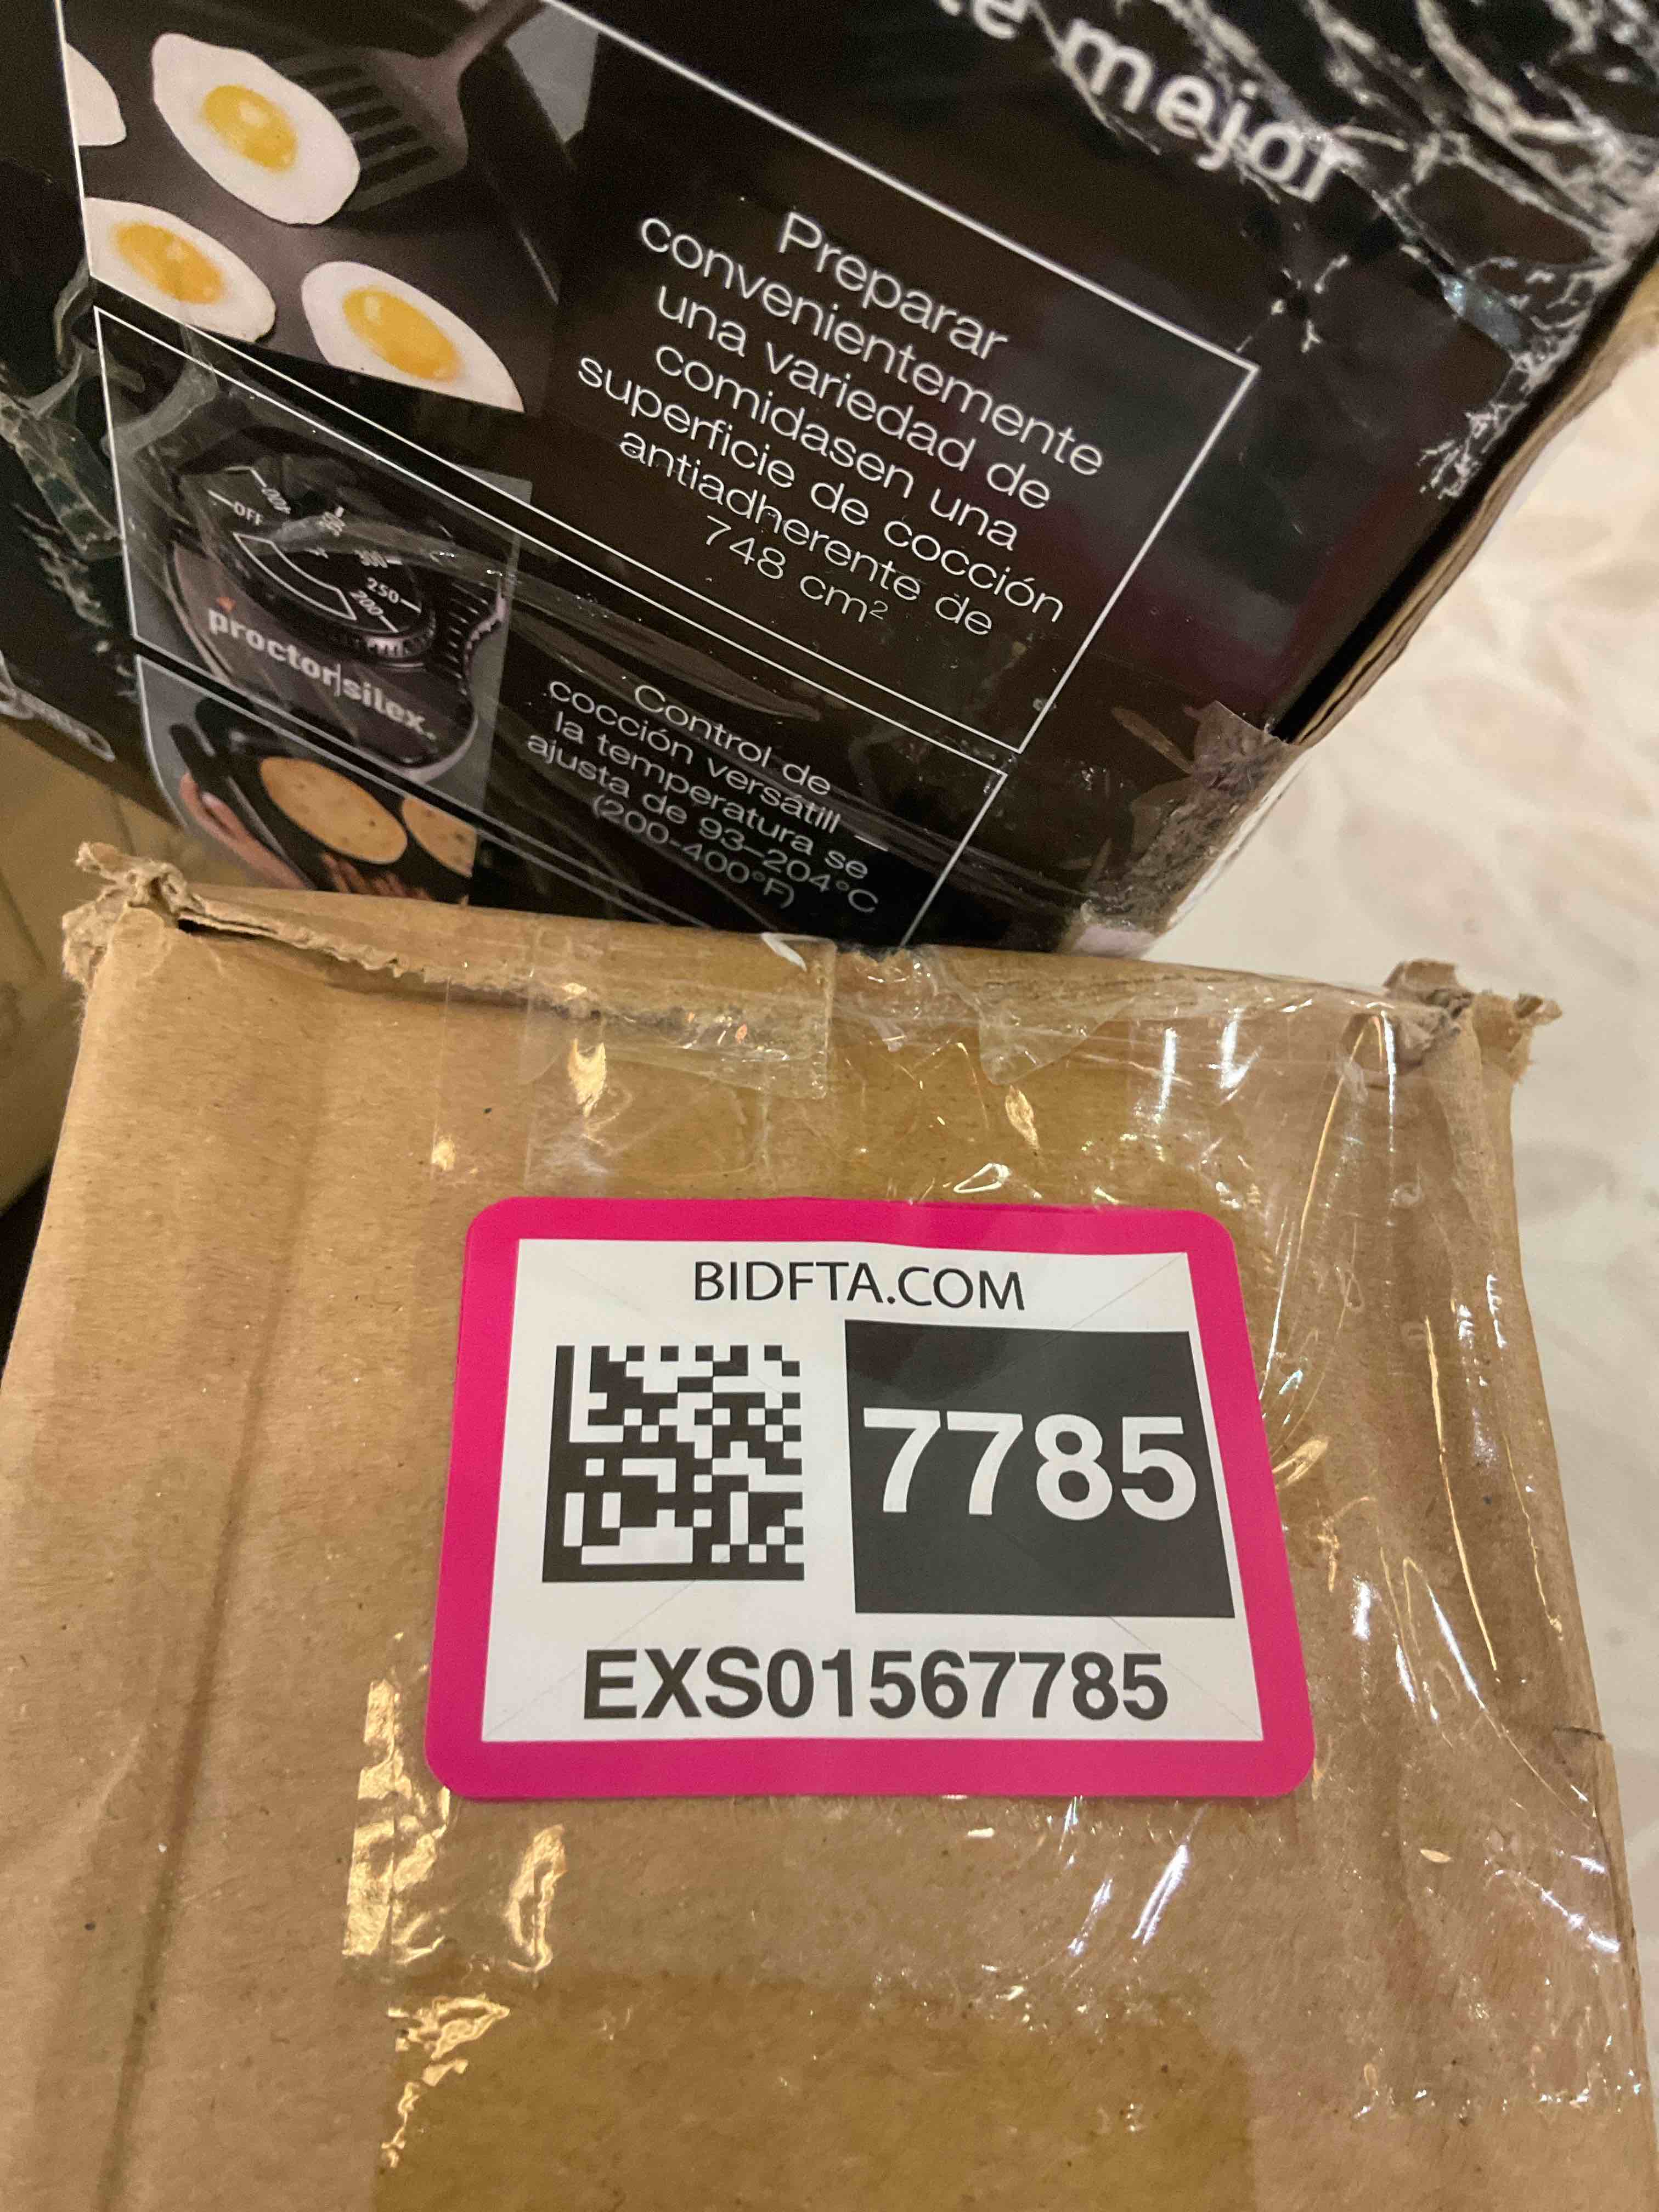 mejor
Preparar
convenientemente
una variedad de
comidasen una
superficie de cocción
antiadherente de
748 cm²
OFF
400
300
250
200
proctor|silex.
Control de
cocción versatill —
la temperatura se
ajusta de 93–204°C
(200-400°F)
BIDFTA.COM
7785
EXS01567785